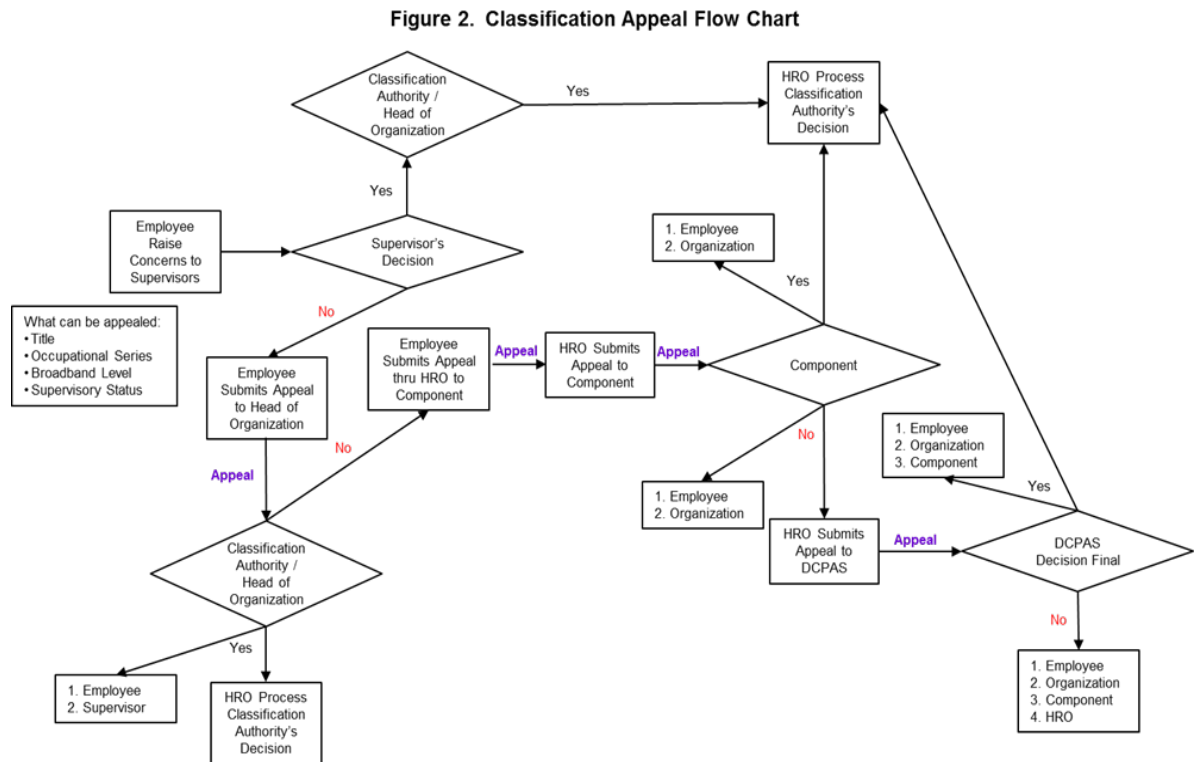 Figure 2. Classification Appeal Flow Chart
Classification
Authority /
Head of
Organization
Yes
HRO Process
Classification
Authority's
Decision
Yes
Employee
Raise
Concerns to
Supervisors
Supervisor's
Decision
1. Employee
2. Organization
Yes
No
What can be appealed:
• Title
• Occupational Series
• Broadband Level
• Supervisory Status
Employee
Submits Appeal
to Head of
Organization
Employee
Submits Appeal
thru HRO to
Component
Appeal
HRO Submits
Appeal to
Component
Appeal
Component
No
Appeal
No
1. Employee
2. Organization
1. Employee
2. Organization
3. Component
Yes
HRO Submits
Appeal to
DCPAS
Appeal
DCPAS
Decision Final
Classification
Authority /
Head of
Organization
Yes
No
1. Employee
2. Supervisor
HRO Process
Classification
Authority's
Decision
1. Employee
2. Organization
3. Component
4. HRO